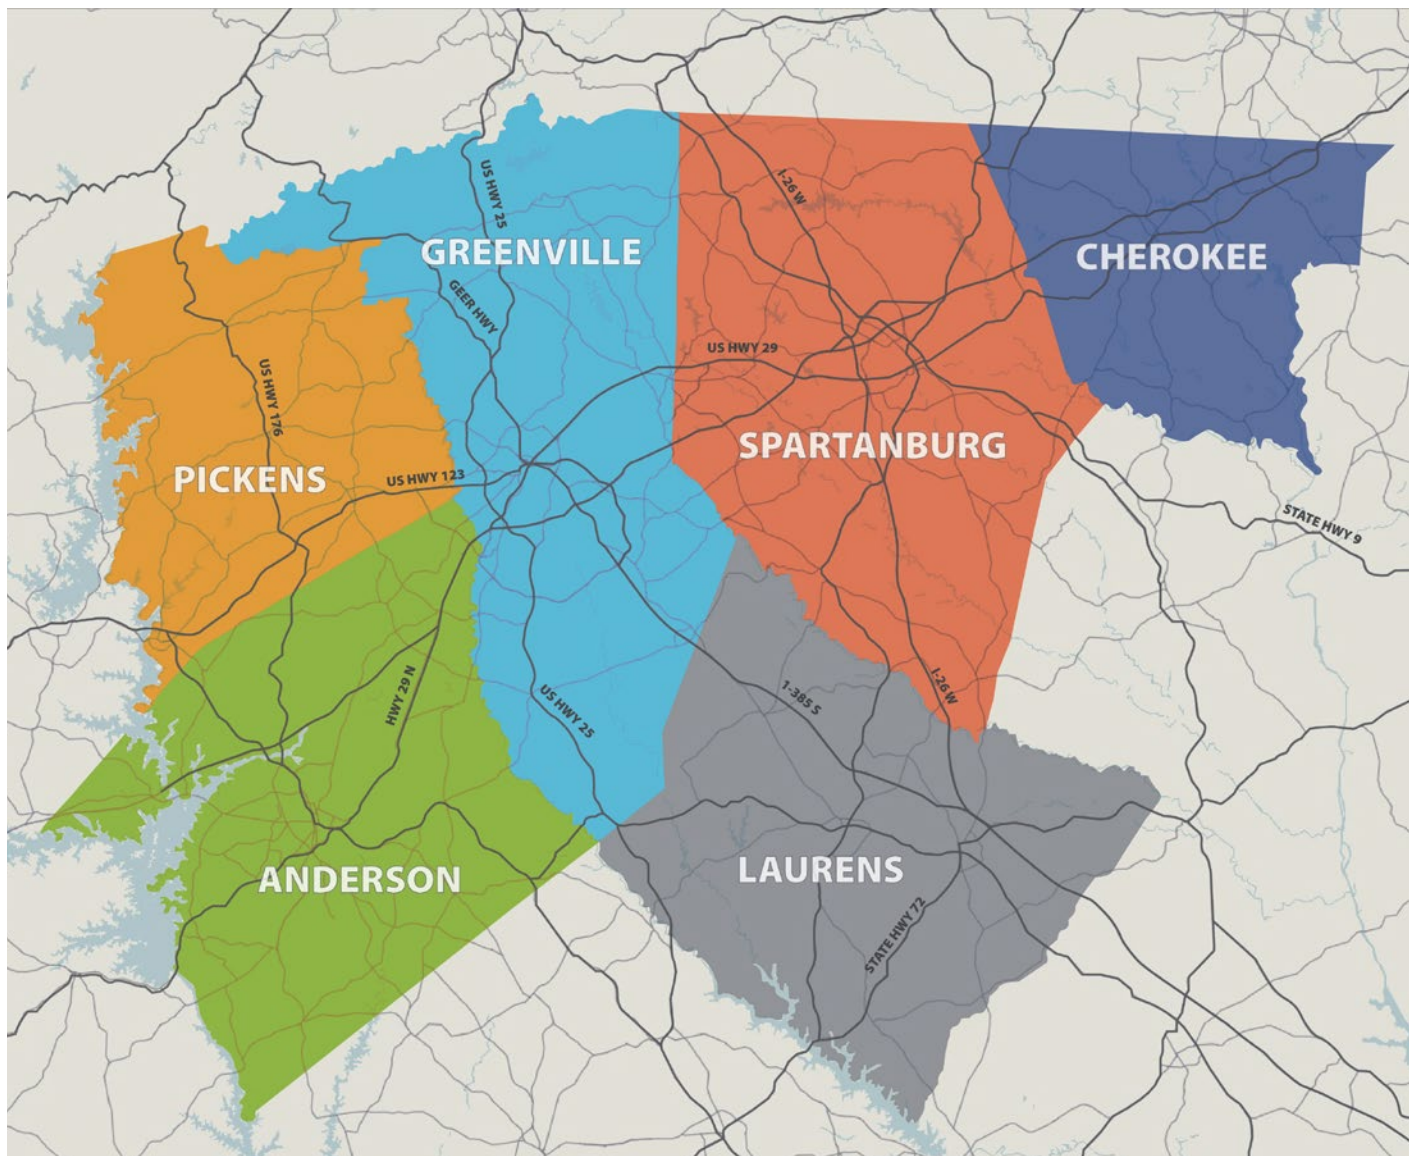 US HWY 25
I-26 W
GREENVILLE
CHEROKEE
GEER HWY
US HWY 29
US HWY 176
SPARTANBURG
PICKENS
US HWY 123
STATE HWY 9
HWY 29 N
US HWY 25
1-385 S
I-26 W
ANDERSON
LAURENS
STATE HWY 72